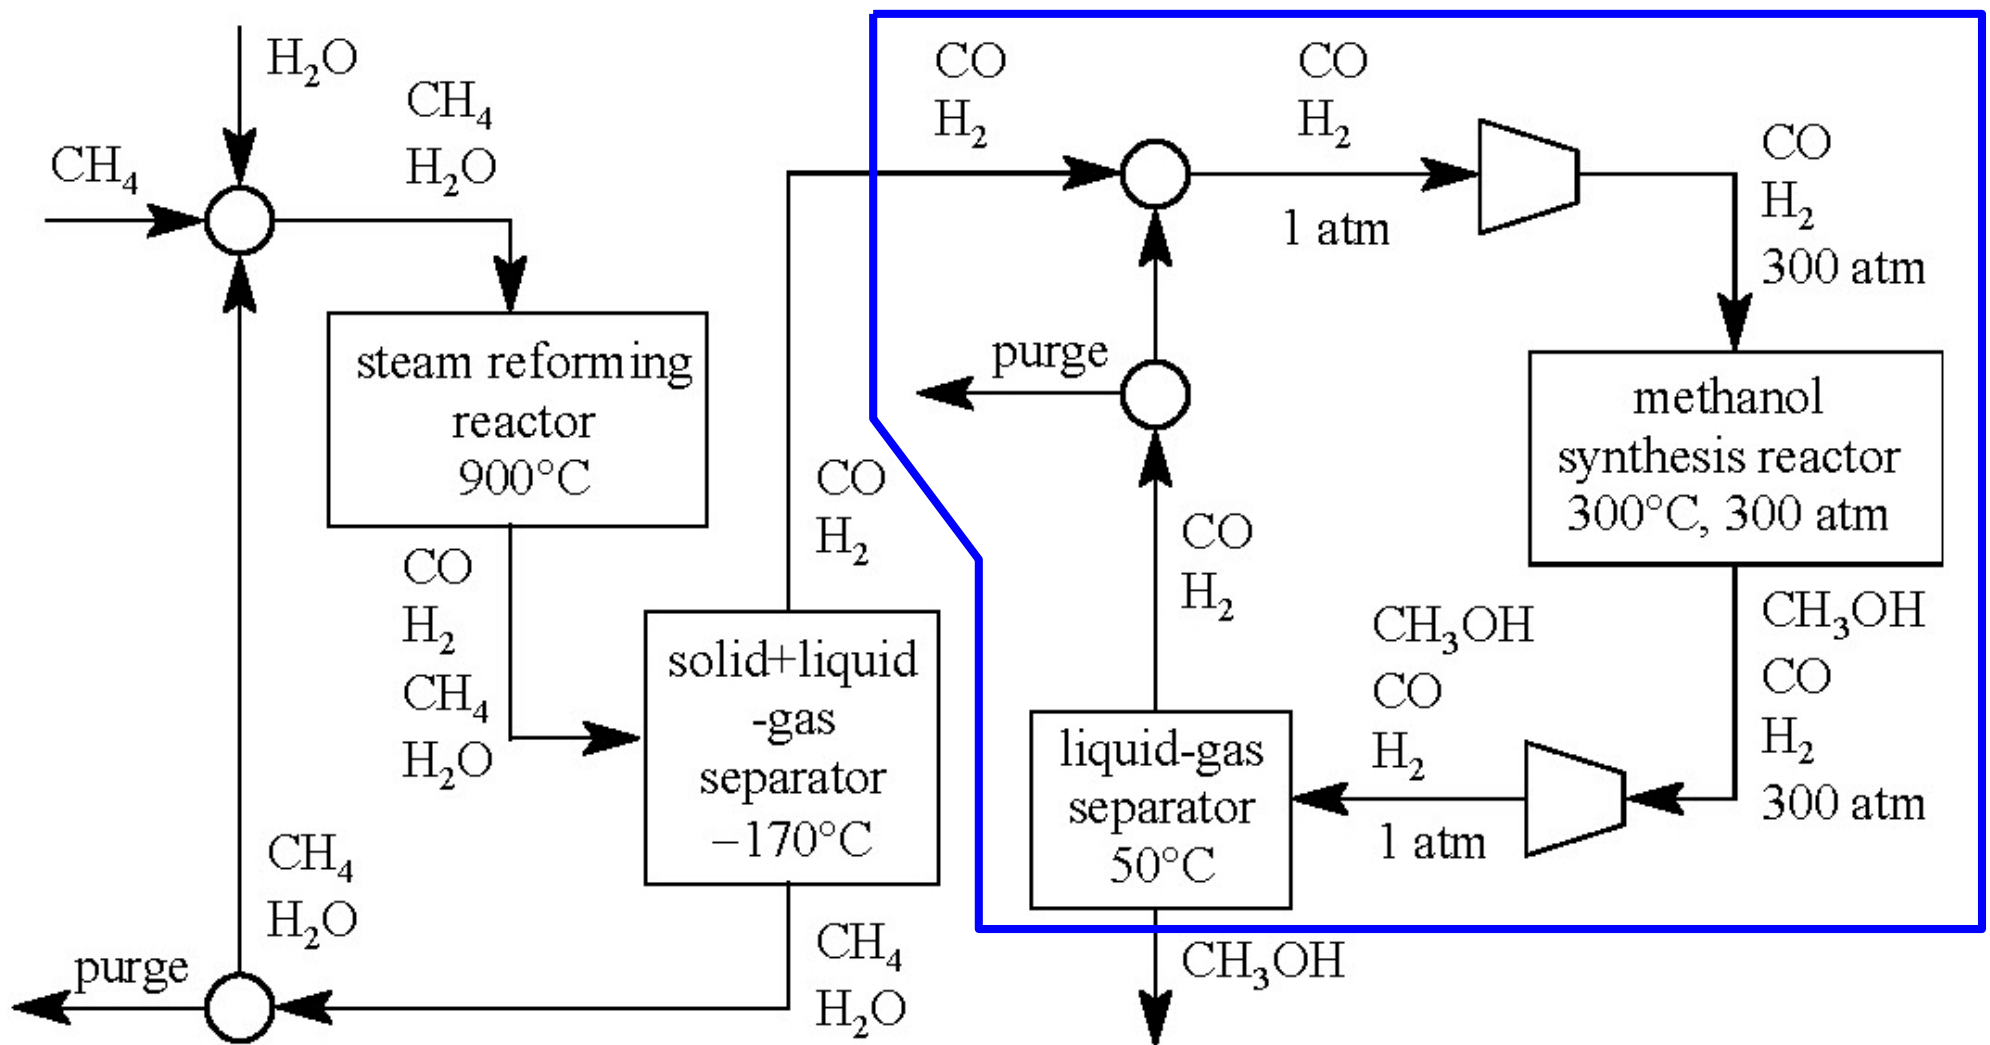 H₂O
CH₄
CH₄
H₂O
steam reforming
reactor
900°C
CO
H₂
CH₄
H₂O
solid+liquid
-gas
separator
–170°C
CH₄
H₂O
CH₄
H₂O
purge
CO
H₂
CO
H₂
CO
H₂
1 atm
CO
H₂
300 atm
methanol
synthesis reactor
300°C, 300 atm
CH₃OH
CO
H₂
300 atm
CH₃OH
CO
H₂
1 atm
liquid-gas
separator
50°C
CH₃OH
CO
H₂
purge